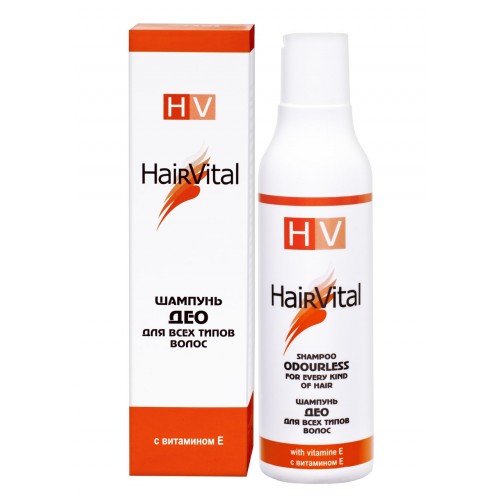 HV
HairVital
ШАМПУНЬ
ДЕО
ДЛЯ ВСЕХ ТИПОВ
ВОЛОС
с витамином Е
HV
HairVital
SHAMPOO
ODOURLESS
FOR EVERY KIND
OF HAIR
ШАМПУНЬ
ДЕО
ДЛЯ ВСЕХ ТИПОВ
ВОЛОС
with vitamine E
с витамином Е